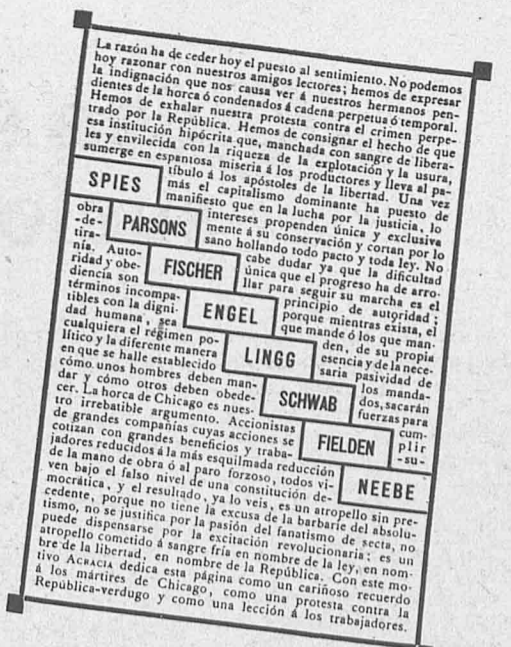 La razón ha de ceder hoy el puesto al sentimiento. No podemos
hoy razonar con nuestros amigos lectores; hemos de expresar
la indignación que nos causa ver á nuestros hermanos pen-
dientes de la horca ó condenados á cadena perpetua ó temporal.
Hemos de exhalar nuestra protesta contra el crimen perpe-
trado por la República. Hemos de consignar el hecho de que
esa institución hipócrita que, manchada con sangre de libera-
les y envilecida con la riqueza de la explotación y la usura,
sumerge en espantosa miseria á los productores y lleva al pa-
tíbulo á los apóstoles de la libertad. Una vez
más el capitalismo dominante ha puesto de
manifiesto que en la lucha por la justicia, lo
intereses propenden única y exclusiva
mente á su conservación y cortan por lo
sano hollando todo pacto y toda ley. No
cabe dudar ya que la dificultad
única que el progreso ha de arro-
llar para seguir su marcha es el
principio de autoridad;
porque mientras exista, el
que mande ó los que man-
den, de su propia
esencia y de la nece-
saria pasividad de
los manda-
dos, sacarán
fuerzas para
cum-
plir
-su-
SPIES
PARSONS
FISCHER
ENGEL
LINGG
SCHWAB
FIELDEN
NEEBE
obra
-de-
tira-
nía. Auto-
ridad y obe-
diencia son
términos incompa-
tibles con la digni-
dad humana, sea
cualquiera el régimen po-
lítico y la diferente manera
en que se halle establecido
cómo unos hombres deben man-
dar y cómo otros deben obede-
cer. La horca de Chicago es nues-
tro irrebatible argumento. Accionistas
de grandes compañías cuyas acciones se
cotizan con grandes beneficios y traba-
jadores reducidos á la más esquilmada reducción
de la mano de obra ó al paro forzoso, todos vi-
ven bajo el falso nivel de una constitución de-
mocrática, y el resultado, ya lo veis, es un atropello sin pre-
cedente, porque no tiene la excusa de la barbarie del absolu-
tismo, no se justifica por la pasión del fanatismo de secta, no
puede dispensarse por la excitación revolucionaria: es un
atropello cometido á sangre fría en nombre de la ley, en nom-
bre de la libertad, en nombre de la República. Con este mo-
tivo ACRACIA dedica esta página como un cariñoso recuerdo
á los mártires de Chicago, como una protesta contra la
República-verdugo y como una lección á los trabajadores.